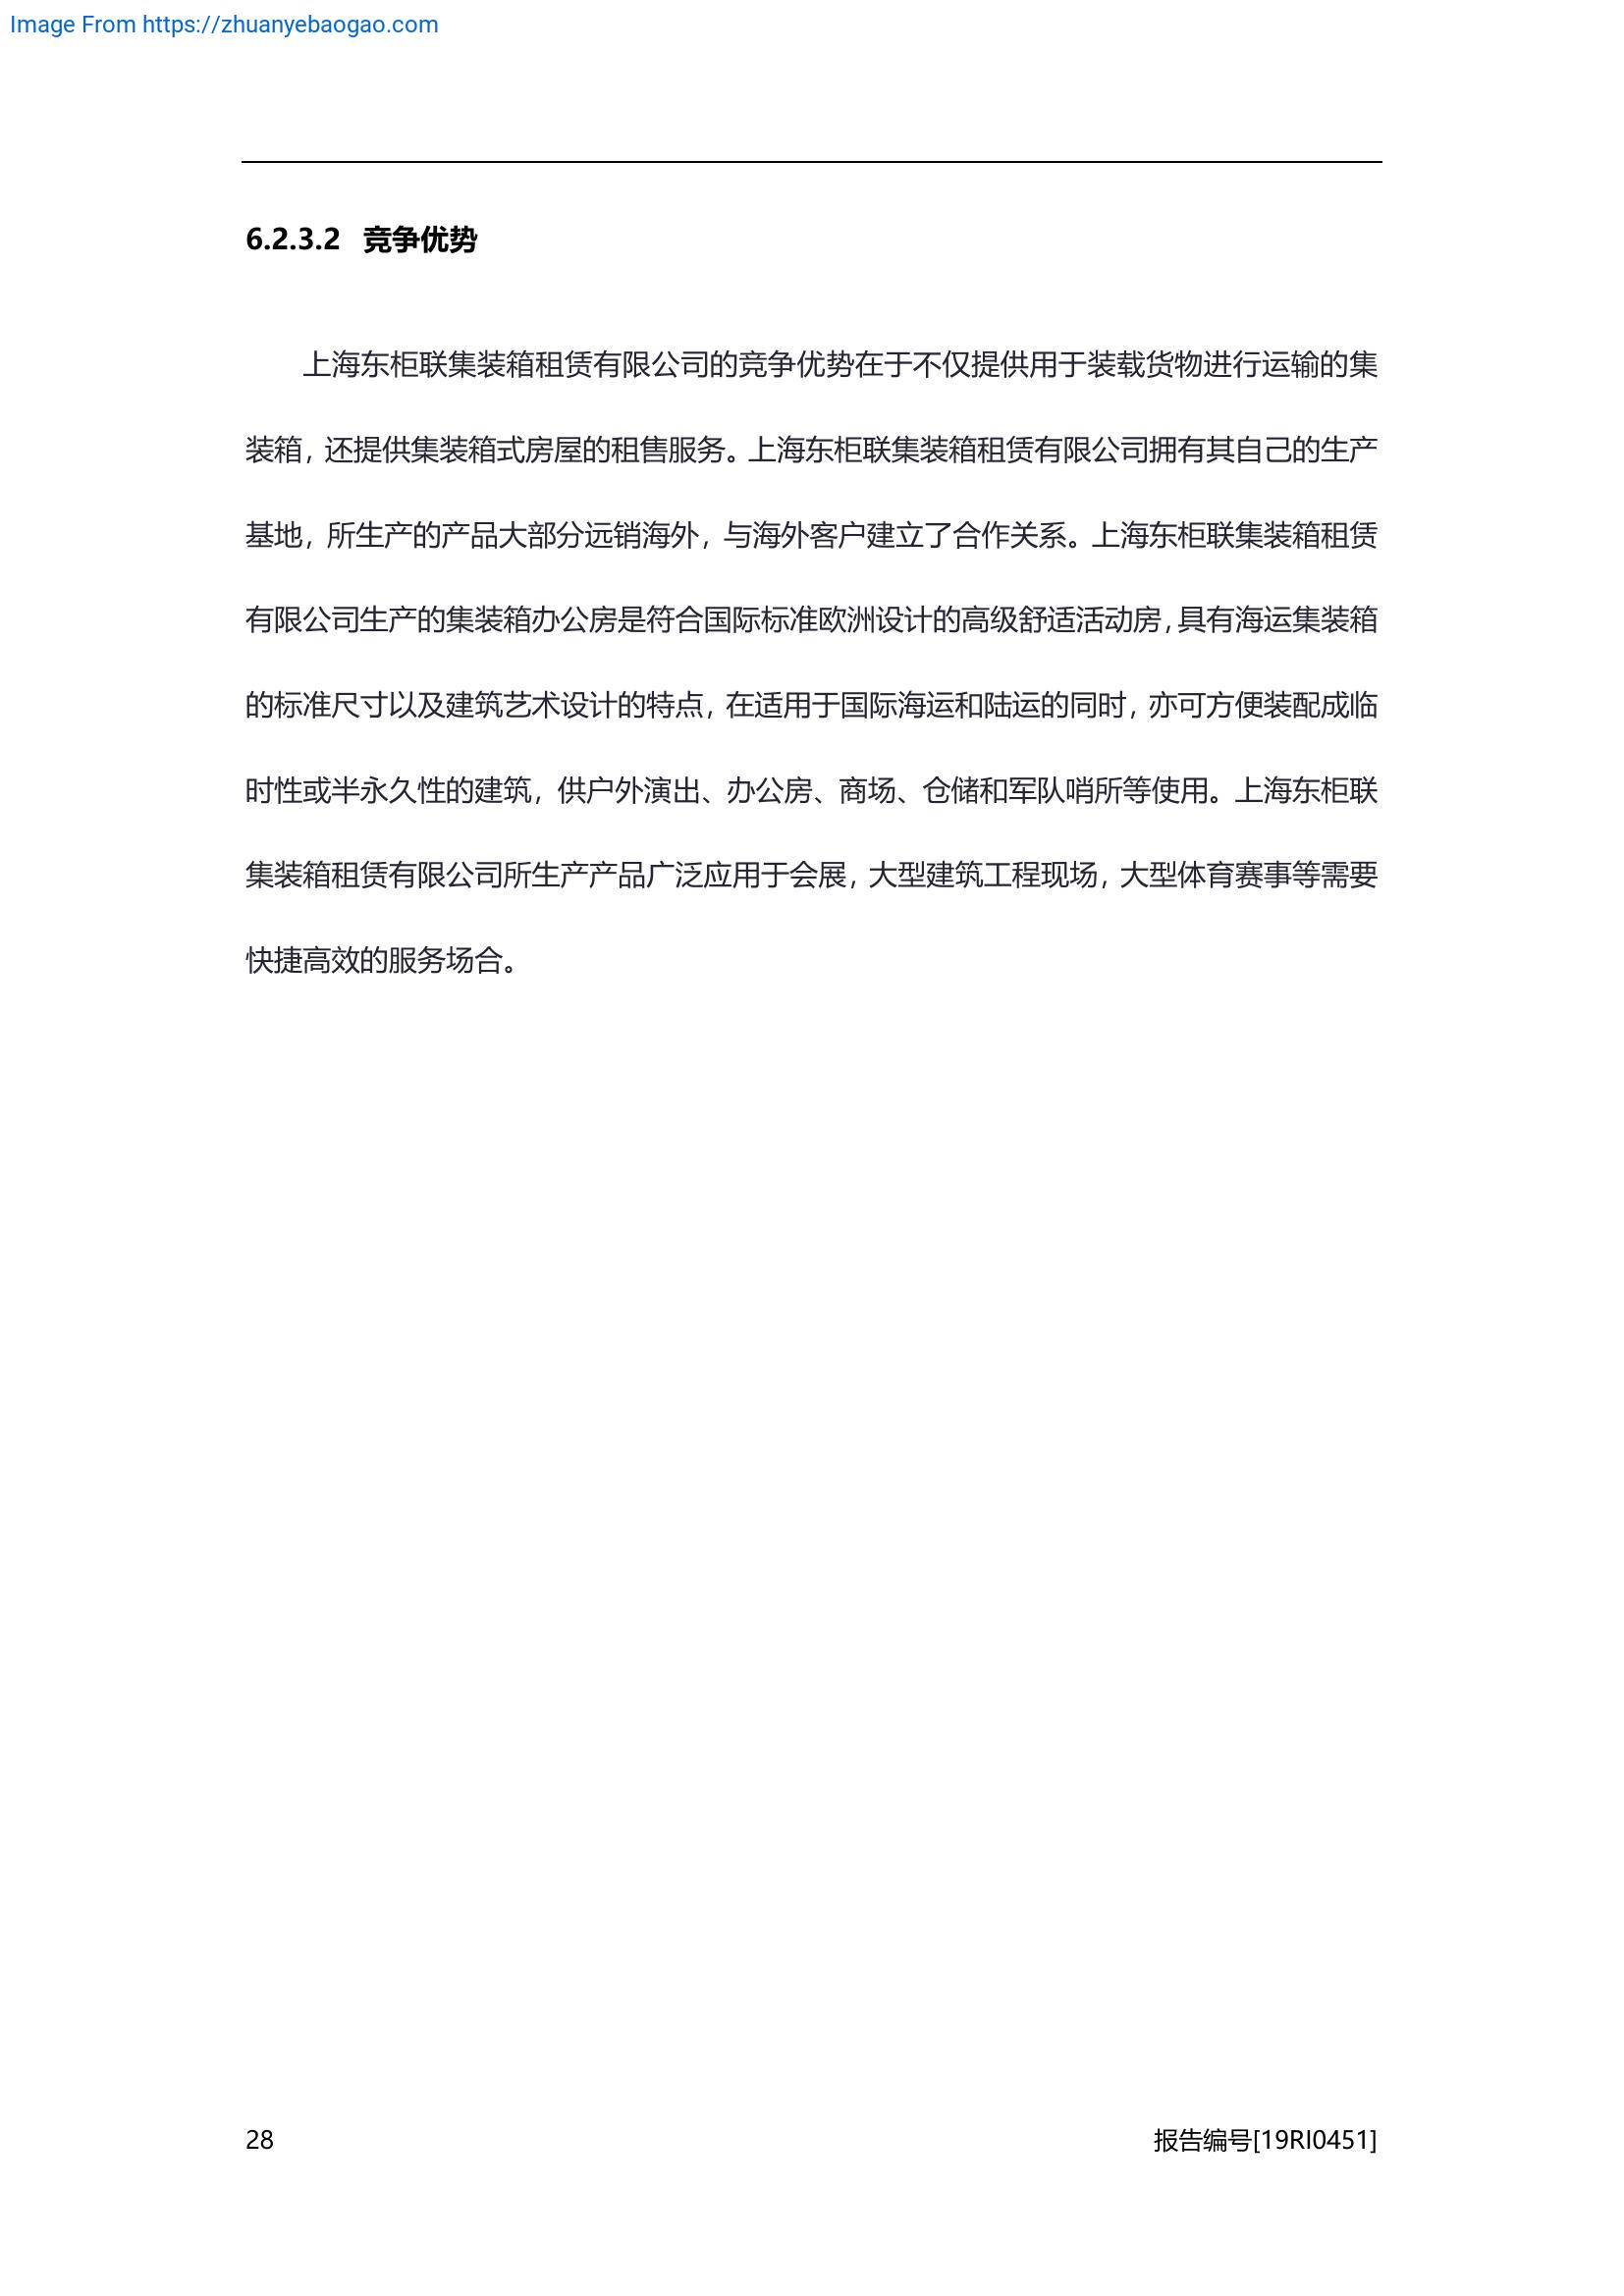 Image From https://zhuanyebaogao.com
6.2.3.2 竞争优势
上海东柜联集装箱租赁有限公司的竞争优势在于不仅提供用于装载货物进行运输的集
装箱，还提供集装箱式房屋的租售服务。上海东柜联集装箱租赁有限公司拥有其自己的生产
基地，所生产的产品大部分远销海外，与海外客户建立了合作关系。上海东柜联集装箱租赁
有限公司生产的集装箱办公房是符合国际标准欧洲设计的高级舒适活动房，具有海运集装箱
的标准尺寸以及建筑艺术设计的特点，在适用于国际海运和陆运的同时，亦可方便装配成临
时性或半永久性的建筑，供户外演出、办公房、商场、仓储和军队哨所等使用。上海东柜联
集装箱租赁有限公司所生产产品广泛应用于会展，大型建筑工程现场，大型体育赛事等需要
快捷高效的服务场合。
28 报告编号[19RI0451]